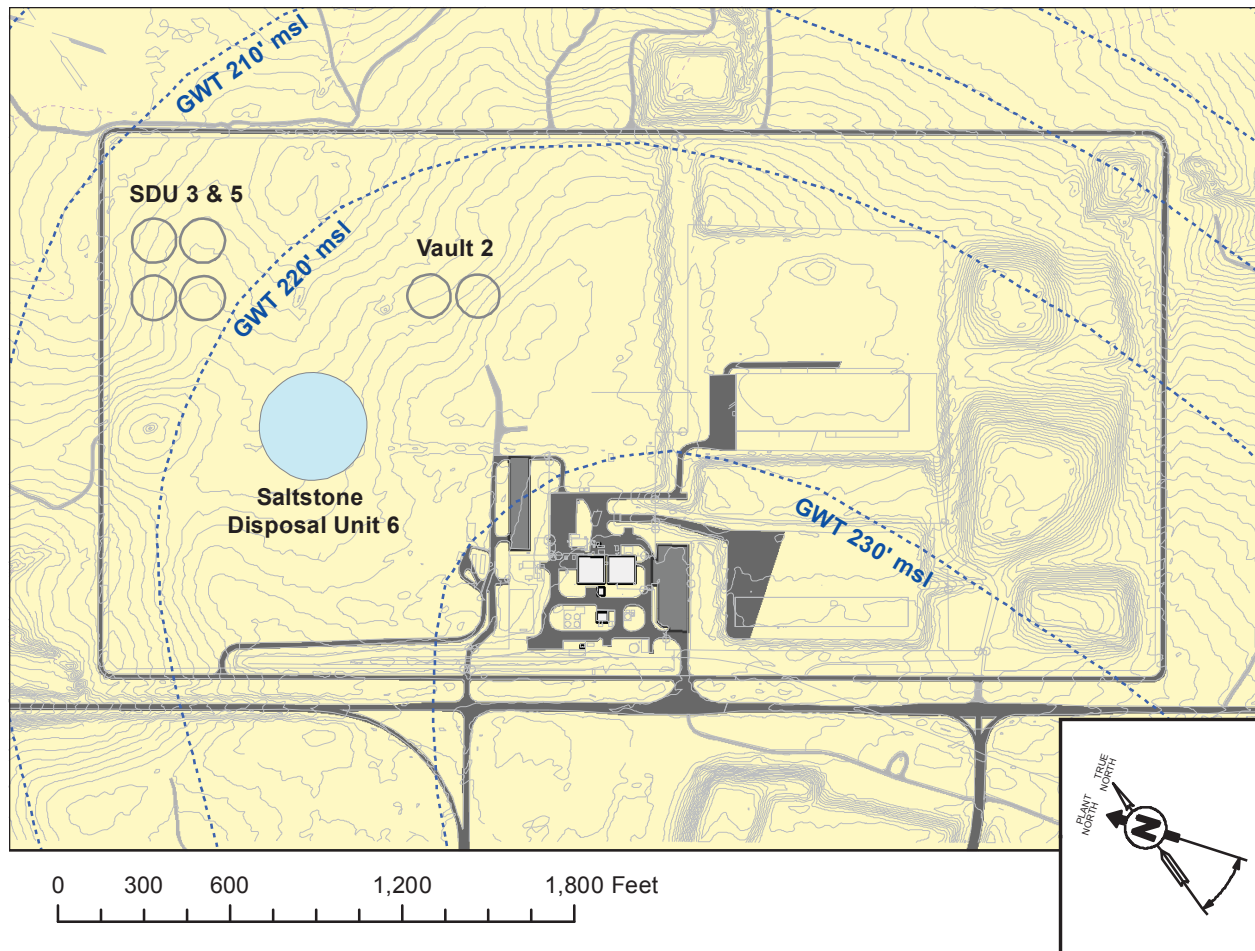 GWT 210' msl
SDU 3 & 5
Vault 2
GWT 220' msl
Saltstone
Disposal Unit 6
GWT 230' msl
PLANT
NORTH
TRUE
NORTH
N
0 300 600 1,200 1,800 Feet